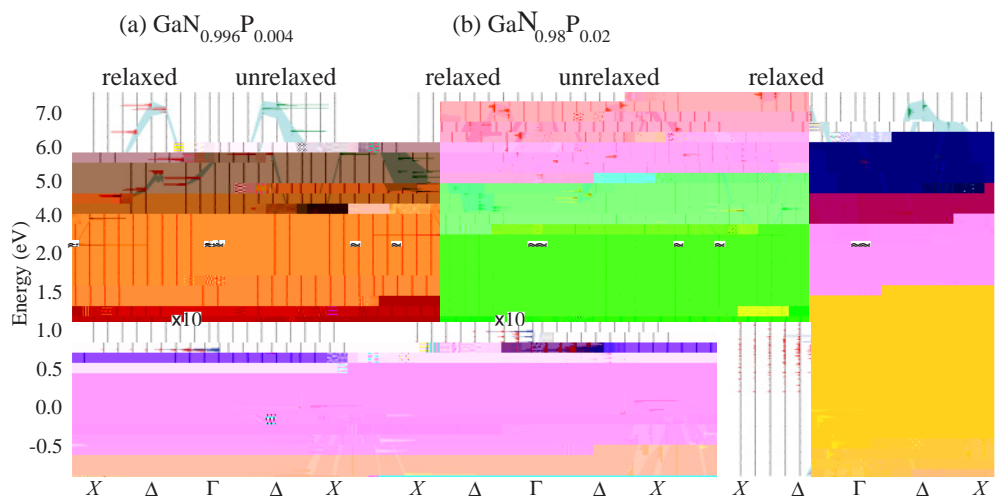 (a) GaN0.996P0.004
(b) GaN0.98P0.02
relaxed unrelaxed relaxed unrelaxed relaxed
Energy (eV)
7.0
6.0
5.0
4.0
2.0
1.5
1.0
0.5
0.0
-0.5
x10 x10
X Δ Γ Δ X X Δ Γ Δ X X Δ Γ Δ X